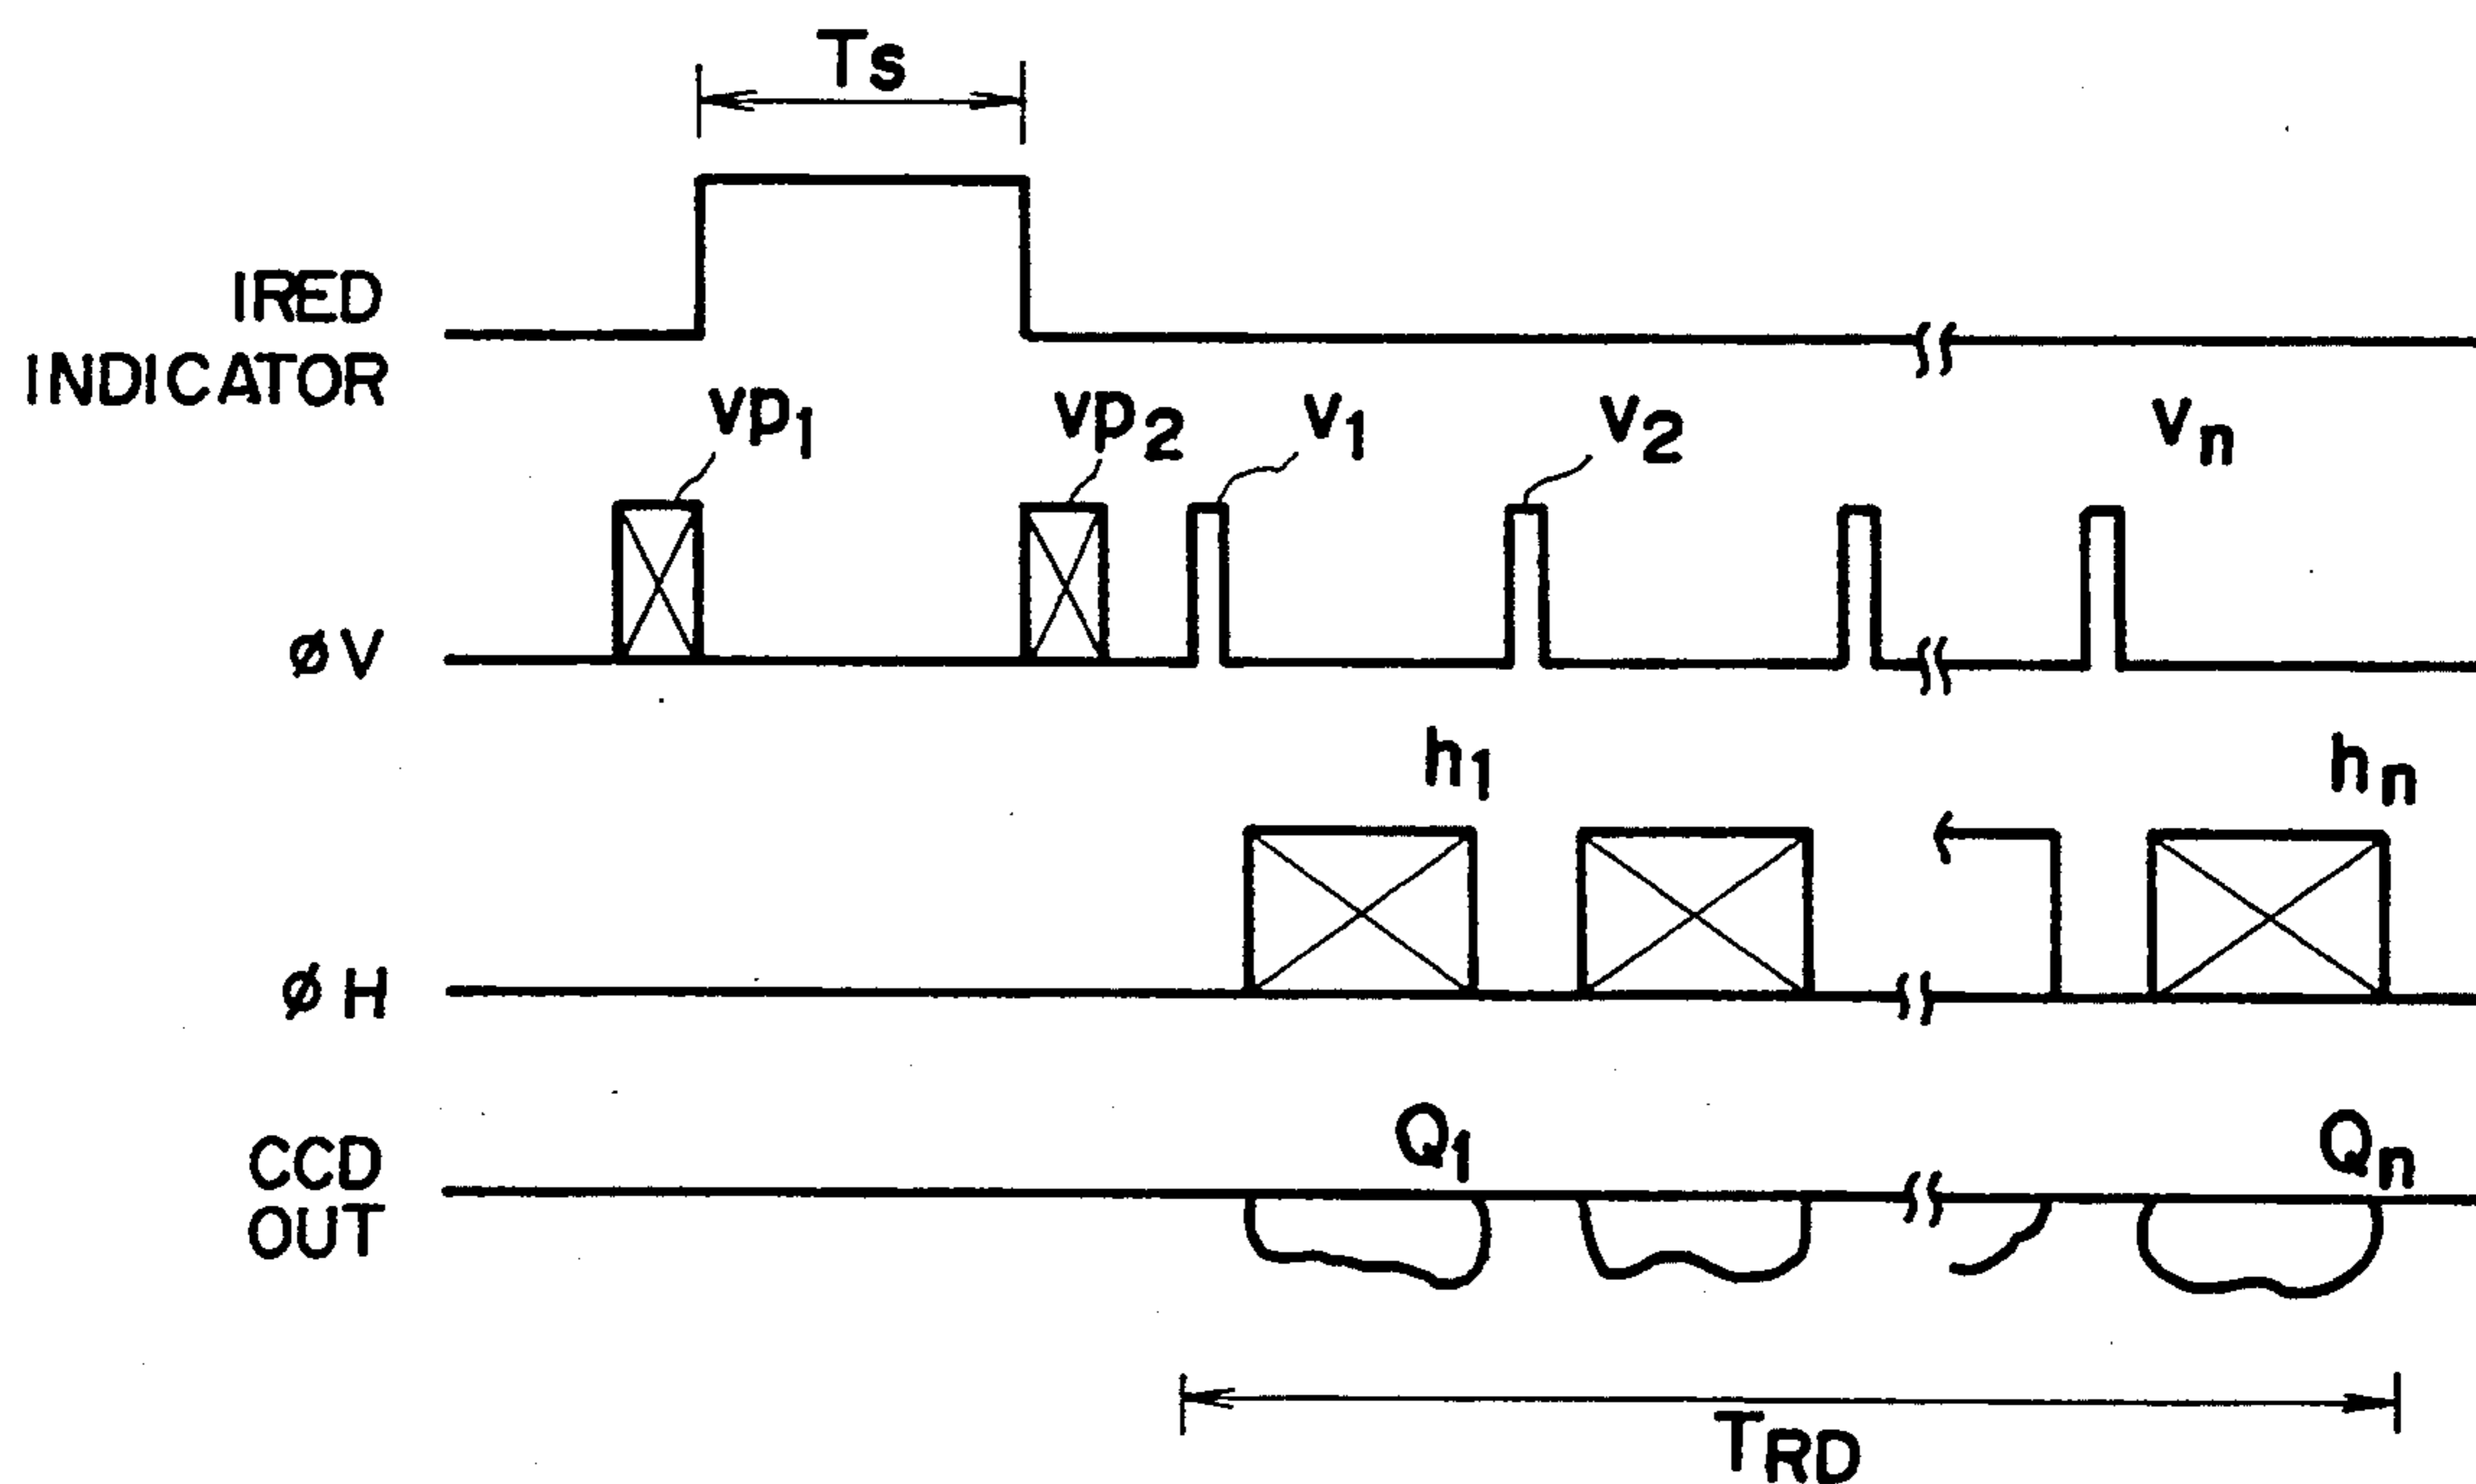 Ts
IRED
INDICATOR
vp1
vp2
v1
v2
vn
øV
h1
hn
øH
Q1
Qn
CCD
OUT
TRD